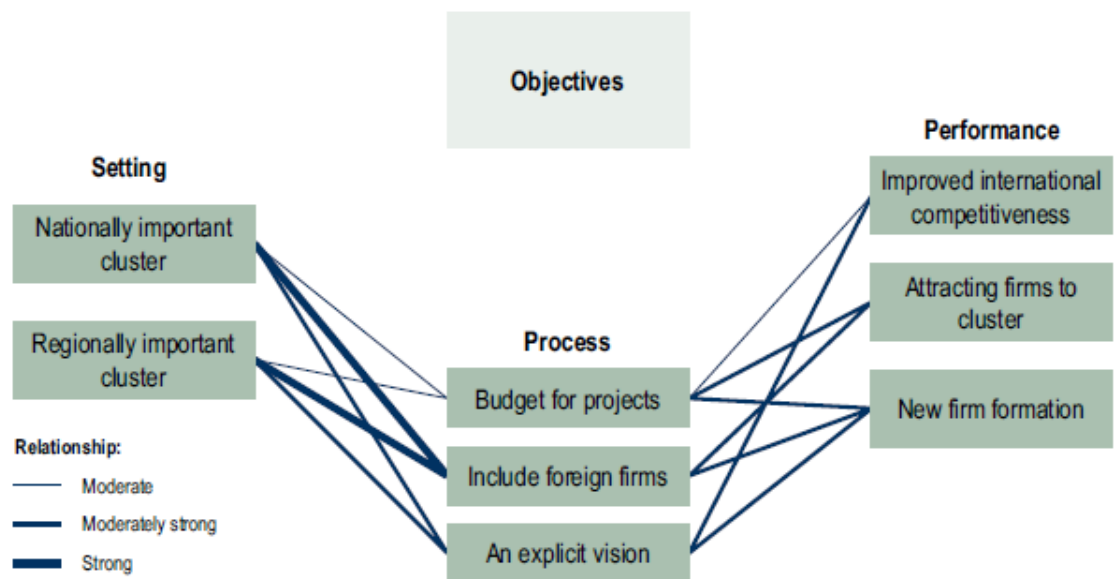 Objectives
Performance
Setting
Improved international
competitiveness
Nationally important
cluster
Attracting firms to
cluster
Regionally important
cluster
Process
Budget for projects
New firm formation
Relationship:
Include foreign firms
Moderate
Moderately strong
An explicit vision
Strong